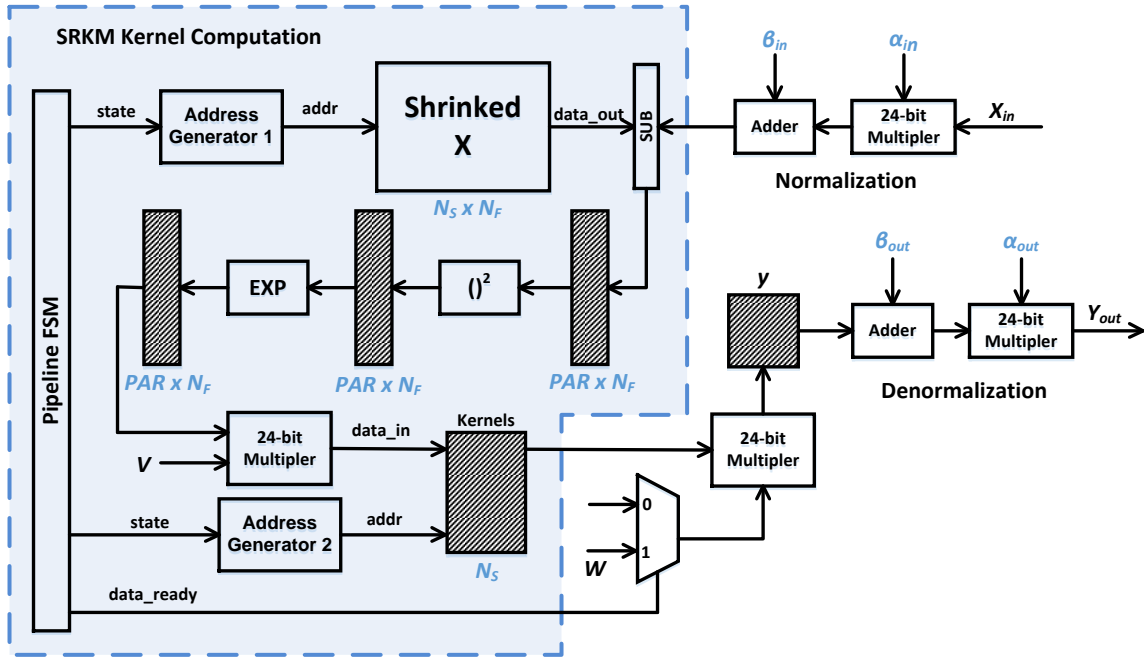 SRKM Kernel Computation
Pipeline FSM
state
Address
Generator 1
addr
Shrinked
X
N_S x N_F
data_out
SUB
β_in
Adder
α_in
24-bit
Multipler
X_in
Normalization
PAR x N_F
EXP
PAR x N_F
()²
PAR x N_F
y
β_out
Adder
α_out
24-bit
Multipler
Y_out
Denormalization
V
24-bit
Multipler
data_in
Kernels
N_S
24-bit
Multipler
state
Address
Generator 2
addr
0
1
W
data_ready